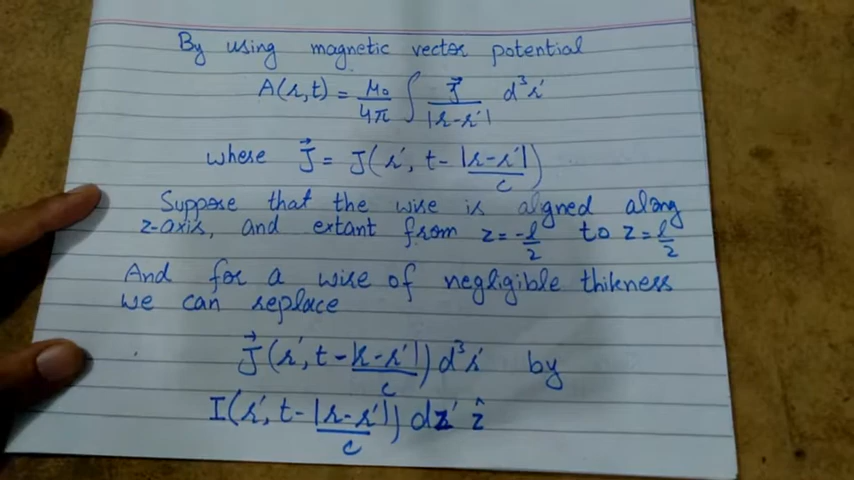 By using magnetic vector potential
A(r,t) = μ₀/4π ∫ J⃗/|r-r'| d³r'
where J⃗ = J(r', t - |r-r'|/c)
Suppose that the wire is aligned along
z-axis, and extant from z = -l/2 to z = l/2
And for a wire of negligible thikness
we can replace
J⃗(r', t - |r-r'|/c) d³r' by
I(r', t - |r-r'|/c) dz' ẑ